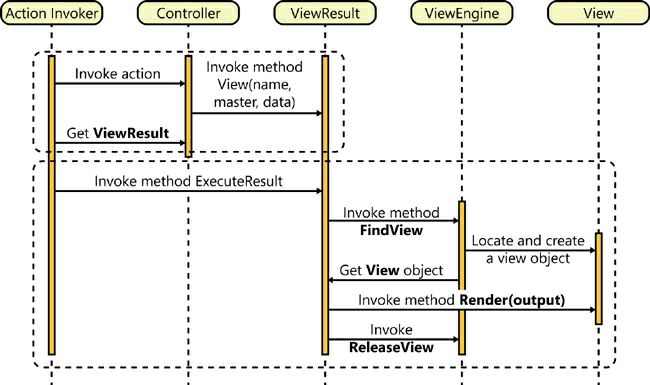 Action Invoker
Controller
ViewResult
ViewEngine
View
Invoke action
Invoke method
View(name,
master, data)
Get ViewResult
Invoke method ExecuteResult
Invoke method
FindView
Locate and create
a view object
Get View object
Invoke method Render(output)
Invoke
ReleaseView